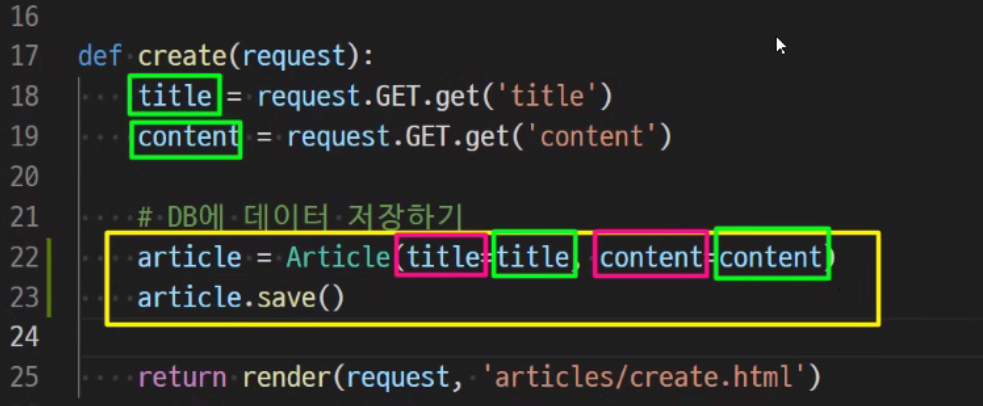 16
17 def create(request):
18 title = request.GET.get('title')
19 content = request.GET.get('content')
20
21 # DB에 데이터 저장하기
22 article = Article(title=title, content=content)
23 article.save()
24
25 return render(request, 'articles/create.html')